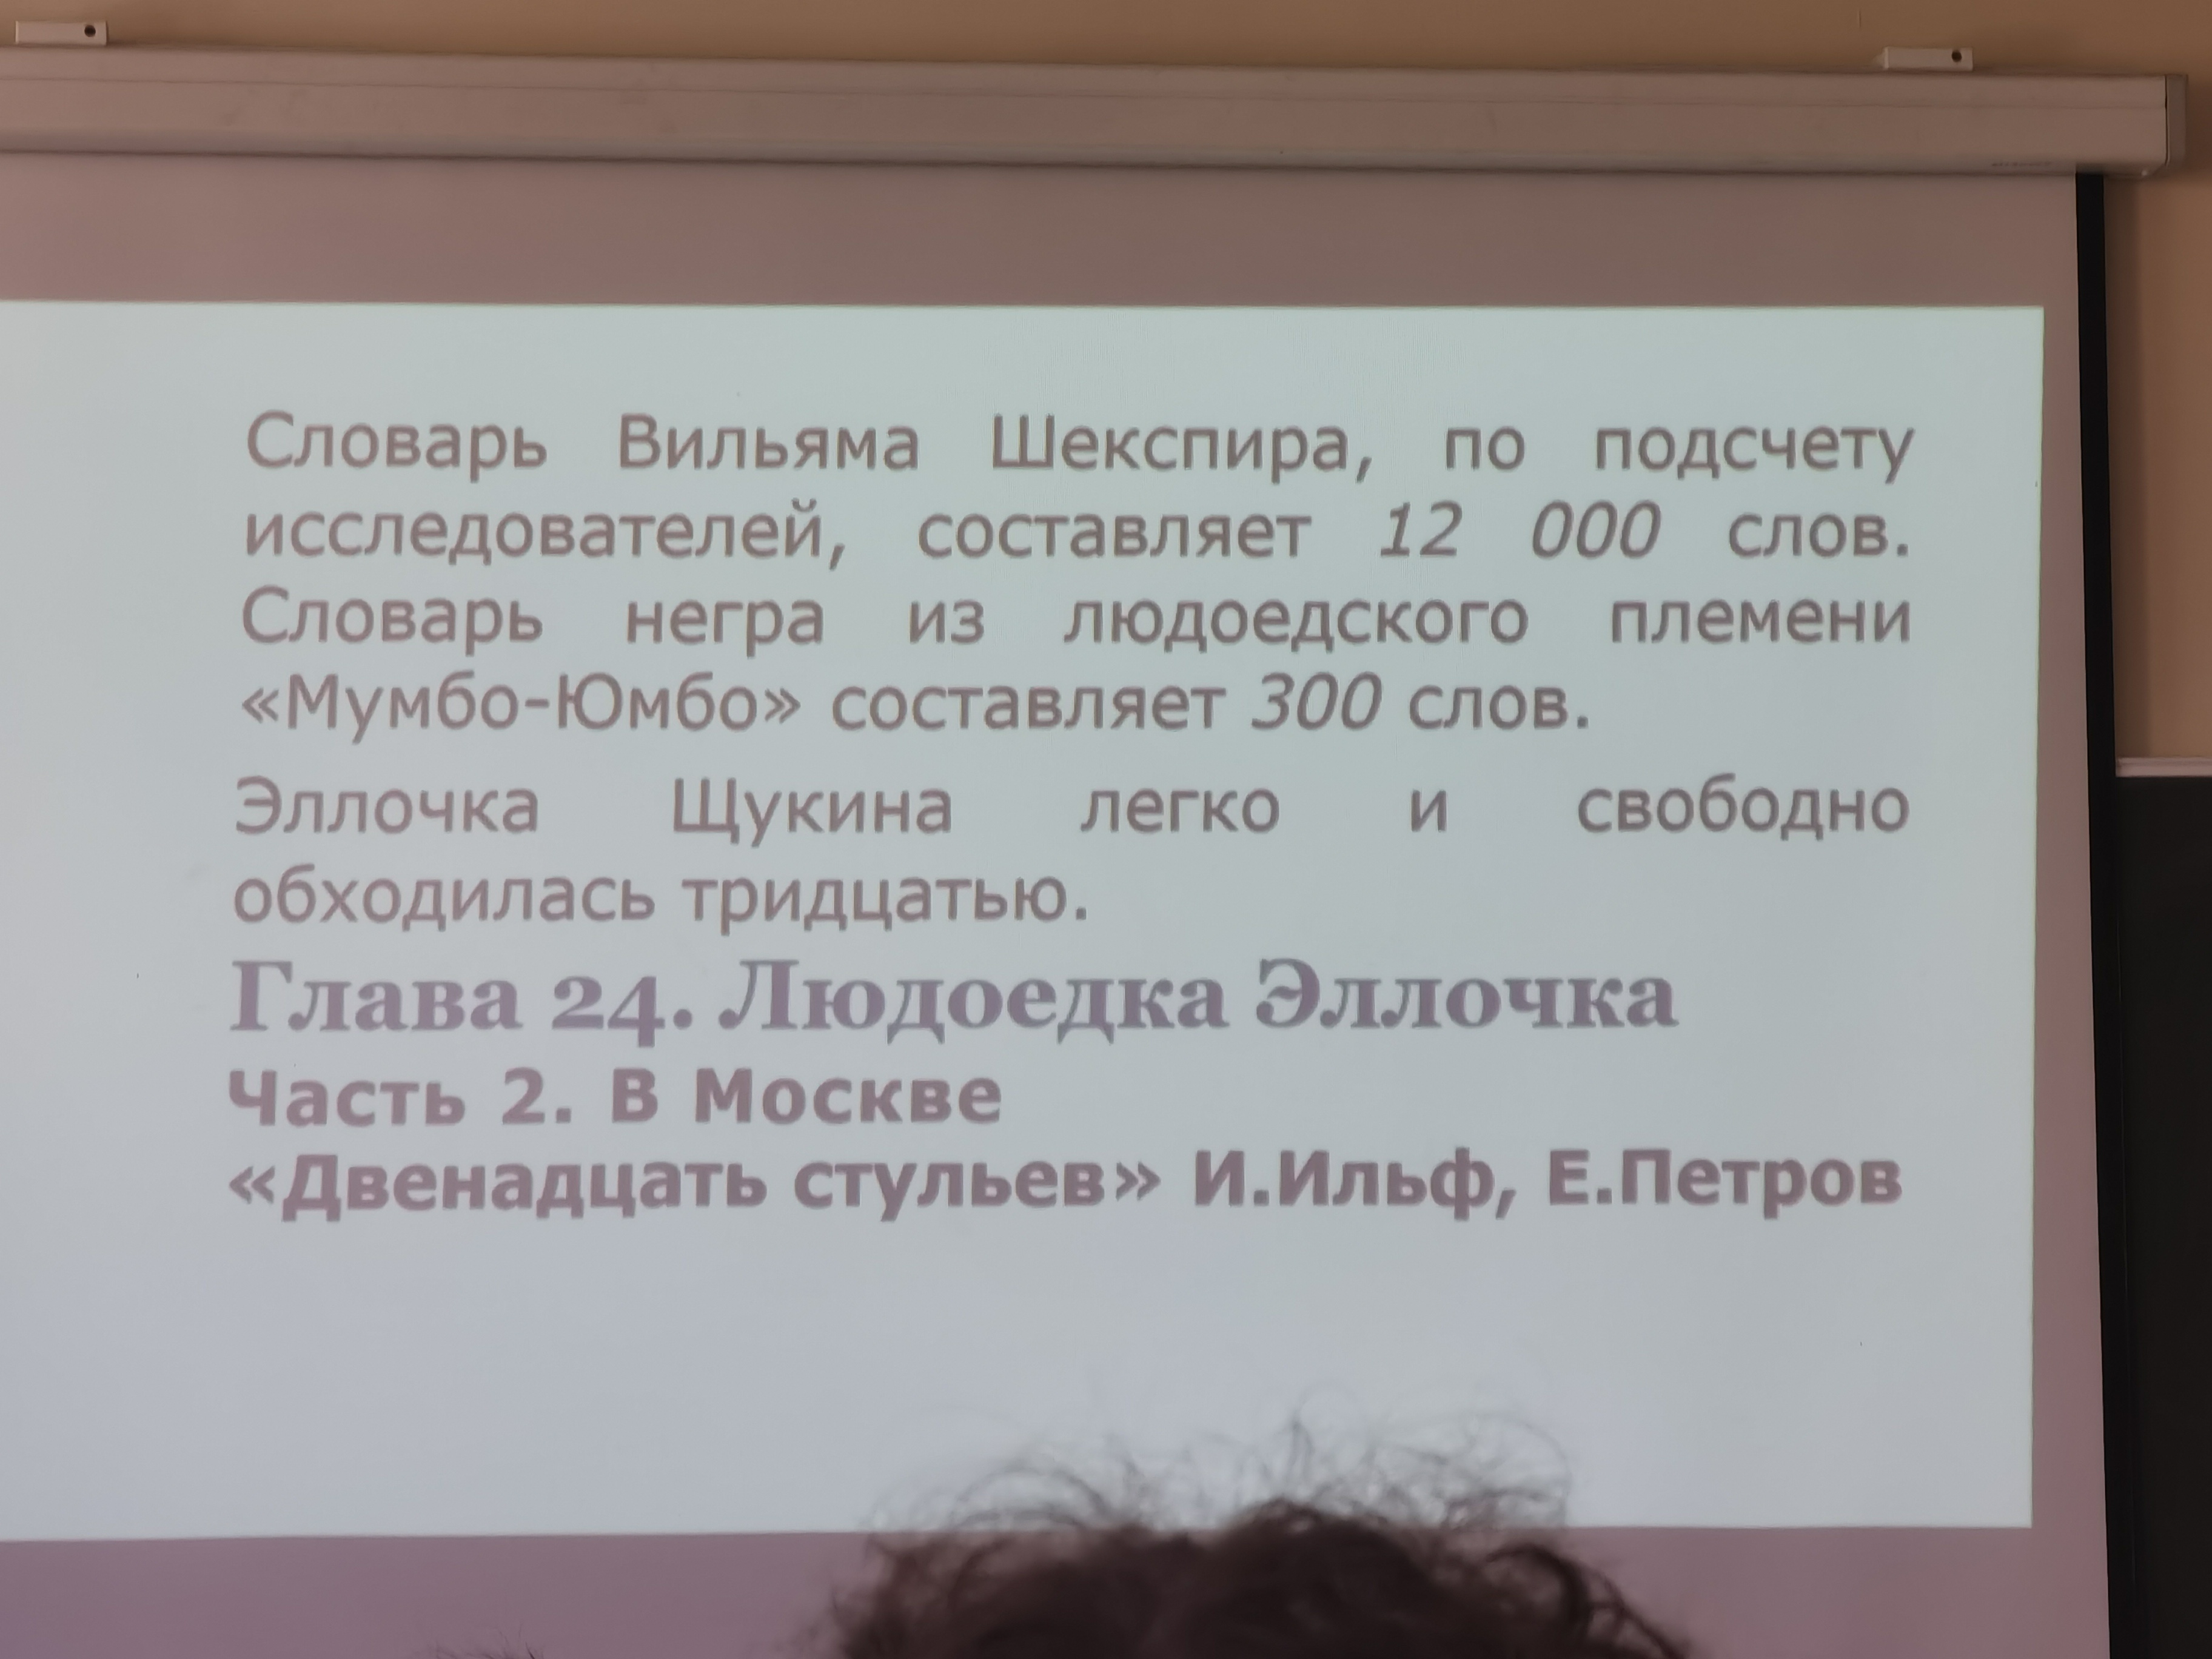 Словарь Вильяма Шекспира, по подсчету
исследователей, составляет 12 000 слов.
Словарь негра из людоедского племени
«Мумбо-Юмбо» составляет 300 слов.
Эллочка Щукина легко и свободно
обходилась тридцатью.
Глава 24. Людоедка Эллочка
Часть 2. В Москве
«Двенадцать стульев» И.Ильф, Е.Петров